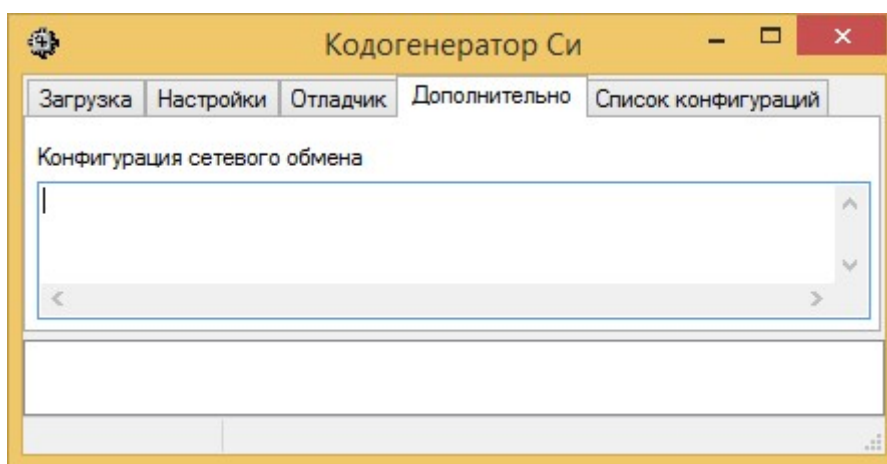 Кодогенератор Си
Загрузка Настройки Отладчик Дополнительно Список конфигураций
Конфигурация сетевого обмена